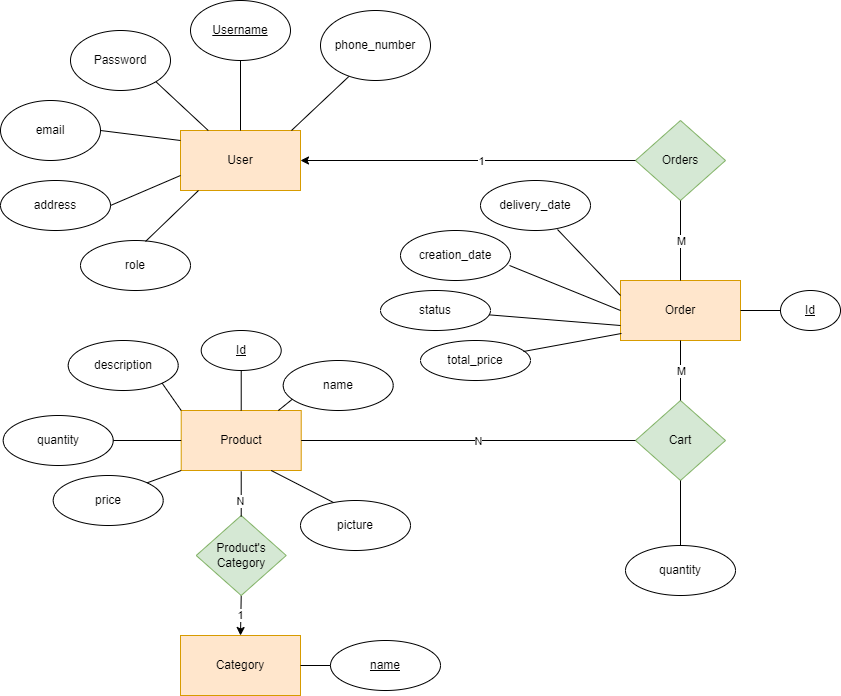 Username
phone_number
Password
email
User
1
Orders
address
delivery_date
M
creation_date
role
status
Order
Id
total_price
Id
description
name
M
quantity
Product
N
Cart
price
N
picture
Product's
Category
quantity
1
Category
name